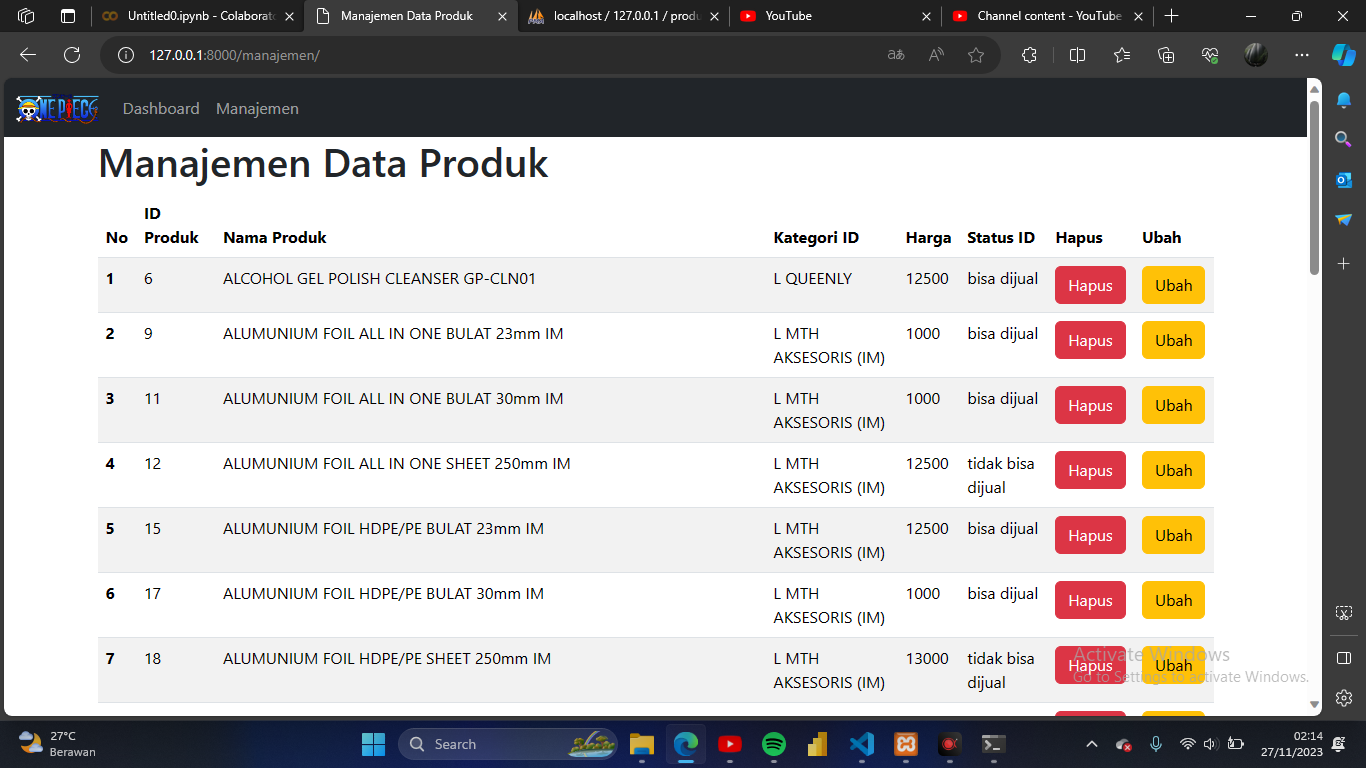 Untitled0.ipynb - Colaborato
Manajemen Data Produk
localhost / 127.0.0.1 / produ
YouTube
Channel content - YouTube
127.0.0.1:8000/manajemen/
ONE PIECE
Dashboard
Manajemen
Manajemen Data Produk
No ID Produk Nama Produk Kategori ID Harga Status ID Hapus Ubah
1 6 ALCOHOL GEL POLISH CLEANSER GP-CLN01 L QUEENLY 12500 bisa dijual Hapus Ubah
2 9 ALUMUNIUM FOIL ALL IN ONE BULAT 23mm IM L MTH 1000 bisa dijual Hapus Ubah
AKSESORIS (IM)
3 11 ALUMUNIUM FOIL ALL IN ONE BULAT 30mm IM L MTH 1000 bisa dijual Hapus Ubah
AKSESORIS (IM)
4 12 ALUMUNIUM FOIL ALL IN ONE SHEET 250mm IM L MTH 12500 tidak bisa Hapus Ubah
AKSESORIS (IM) dijual
5 15 ALUMUNIUM FOIL HDPE/PE BULAT 23mm IM L MTH 12500 bisa dijual Hapus Ubah
AKSESORIS (IM)
6 17 ALUMUNIUM FOIL HDPE/PE BULAT 30mm IM L MTH 1000 bisa dijual Hapus Ubah
AKSESORIS (IM)
7 18 ALUMUNIUM FOIL HDPE/PE SHEET 250mm IM L MTH 13000 tidak bisa Hapus Ubah
AKSESORIS (IM) dijual
Activate Windows
Go to Settings to activate Windows.
27°C
Berawan
Search
02:14
27/11/2023